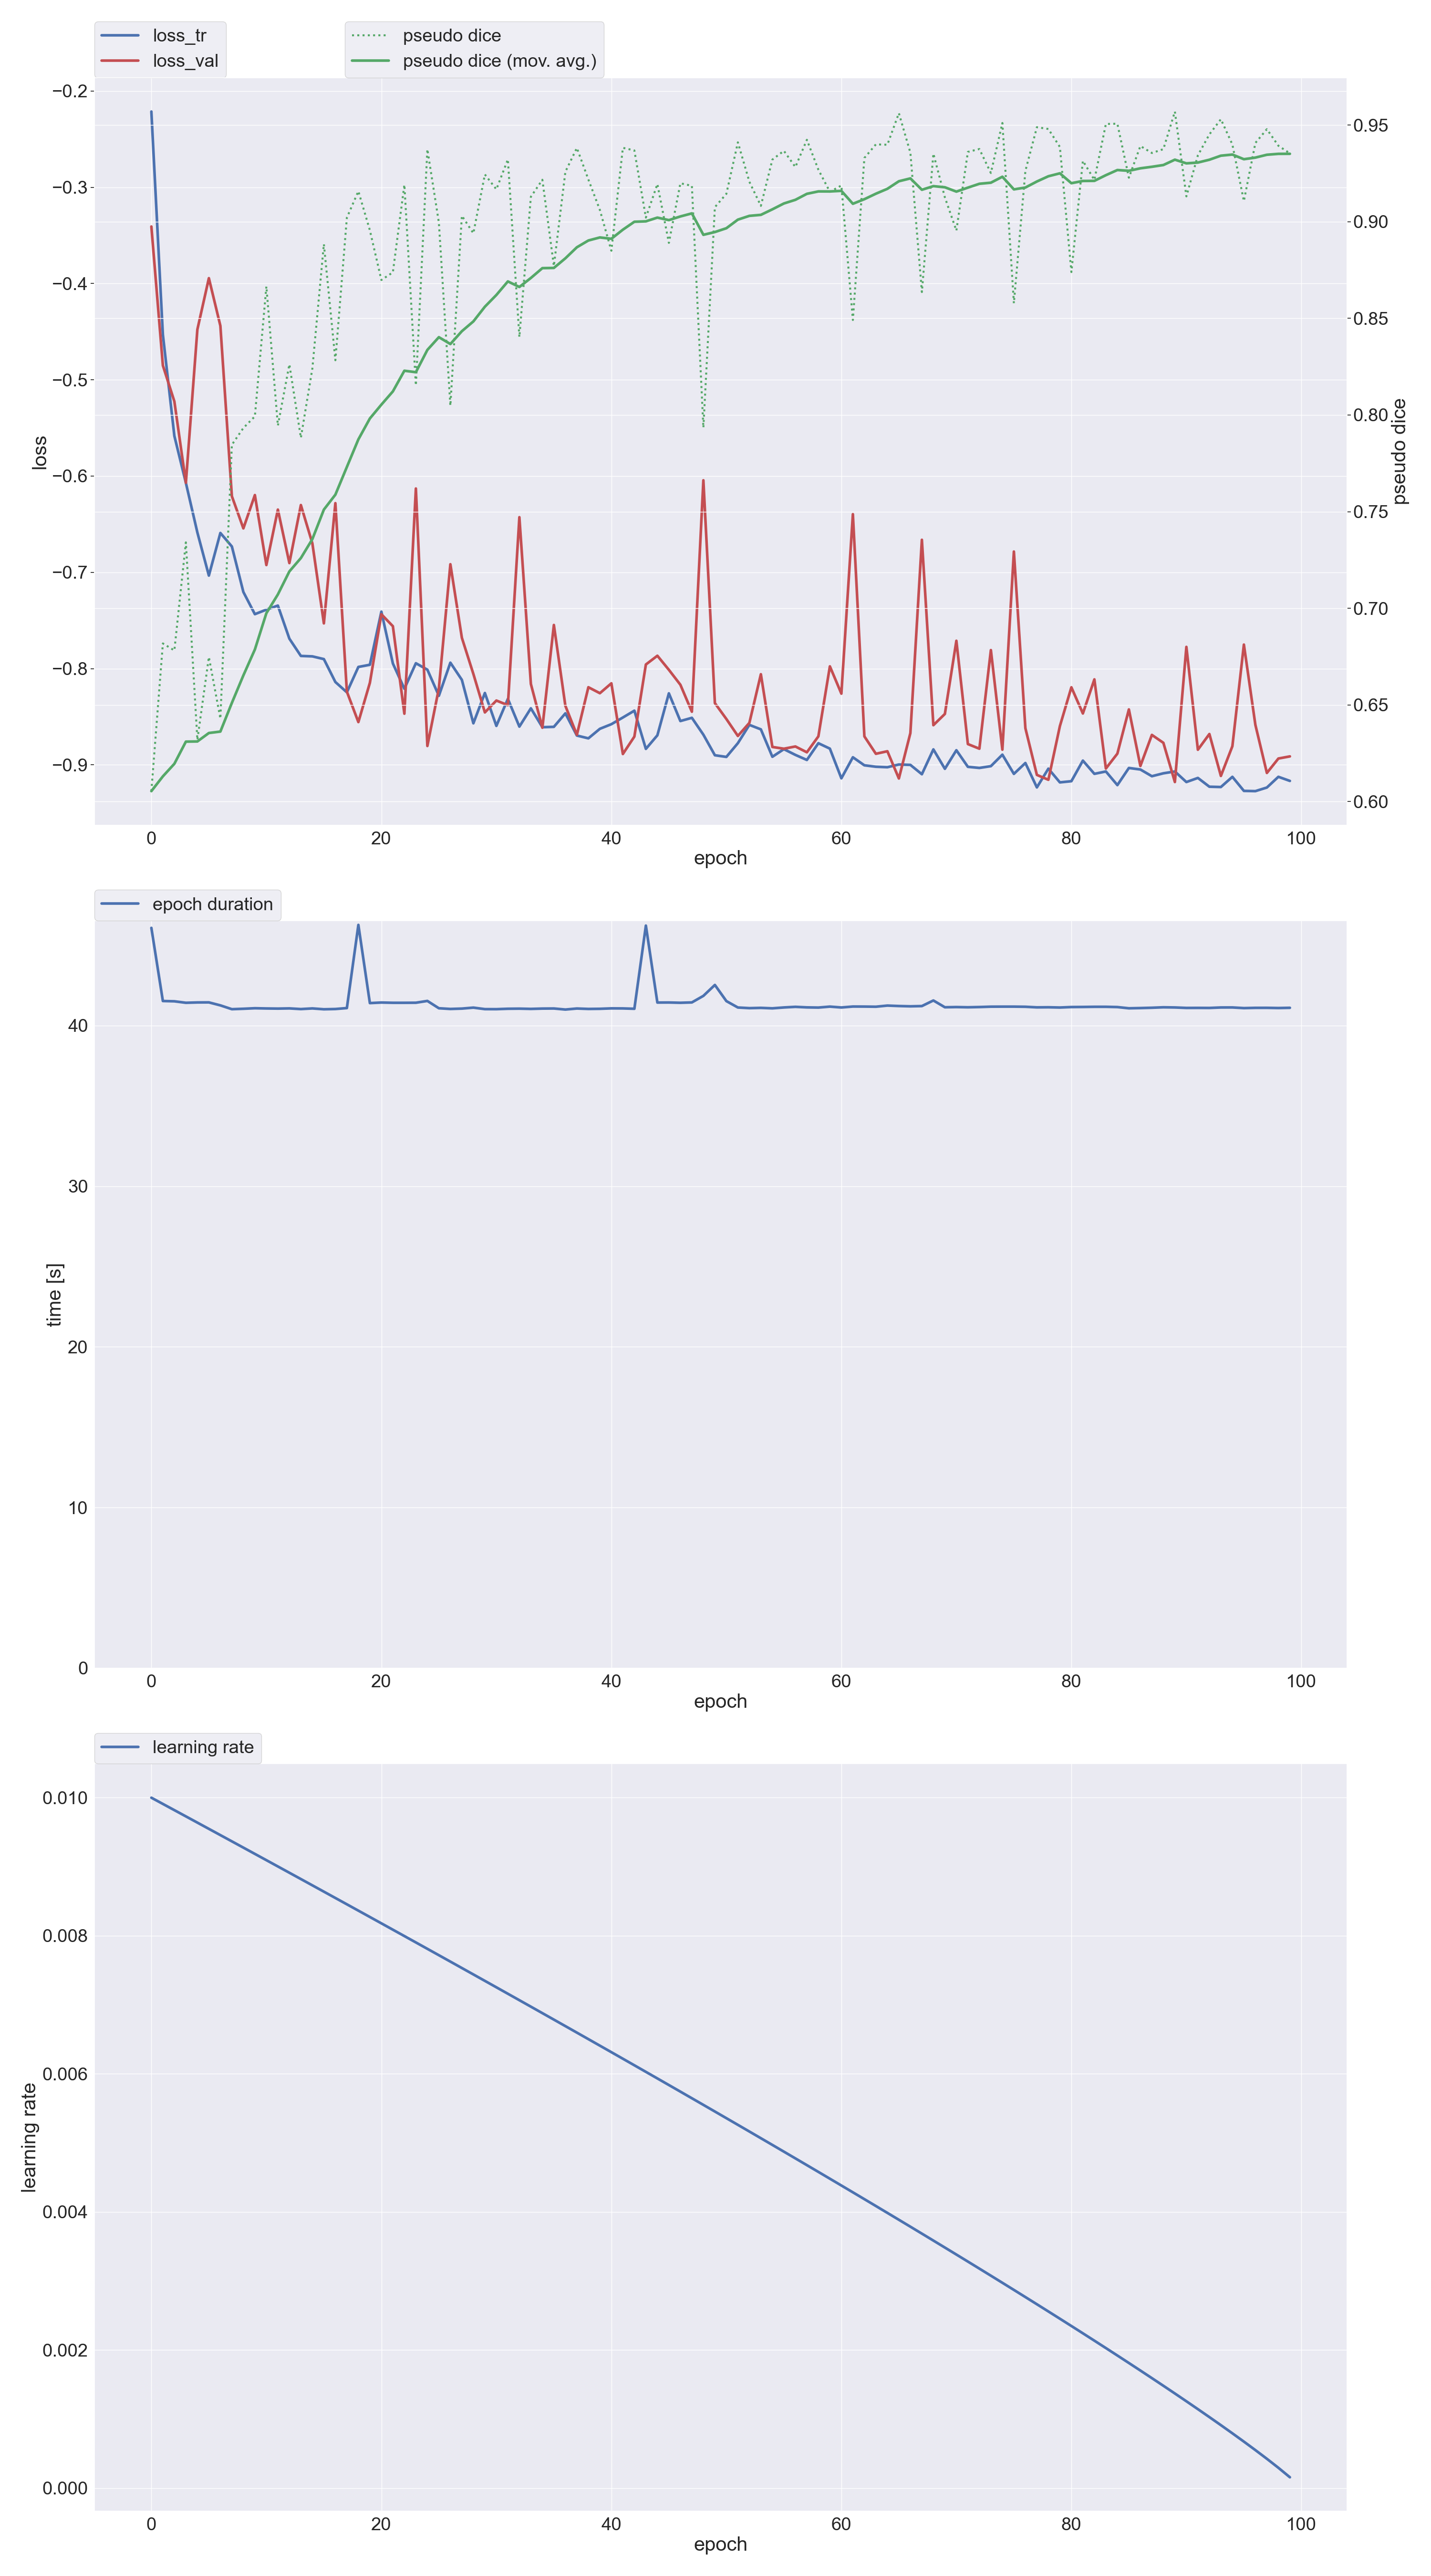 loss_tr
loss_val
pseudo dice
pseudo dice (mov. avg.)
−0.2
−0.3
−0.4
−0.5
−0.6
−0.7
−0.8
−0.9
loss
0.95
0.90
0.85
0.80
0.75
0.70
0.65
0.60
pseudo dice
0 20 40 60 80 100
epoch
epoch duration
40
30
20
10
0
time [s]
0 20 40 60 80 100
epoch
learning rate
0.010
0.008
0.006
0.004
0.002
0.000
learning rate
0 20 40 60 80 100
epoch